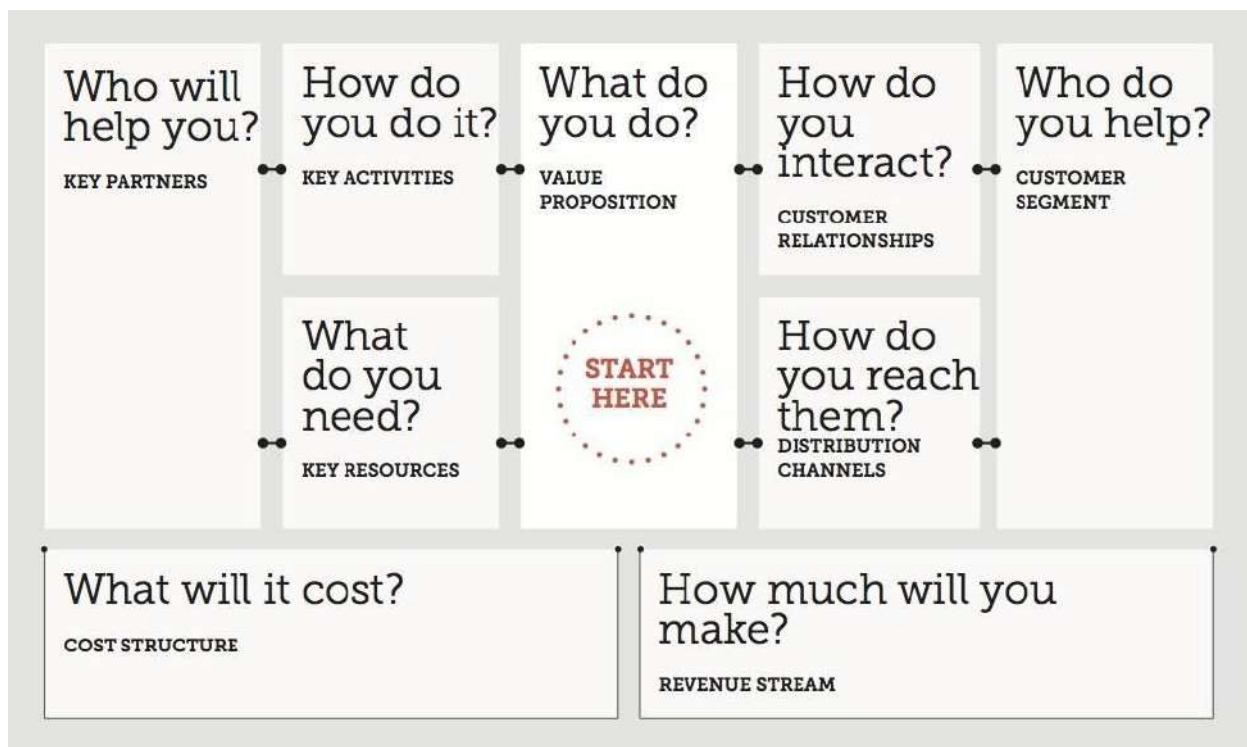 Who will
help you?
KEY PARTNERS
How do
you do it?
KEY ACTIVITIES
What
do you
need?
KEY RESOURCES
What do
you do?
VALUE
PROPOSITION
START
HERE
How do
you
interact?
CUSTOMER
RELATIONSHIPS
How do
you reach
them?
DISTRIBUTION
CHANNELS
Who do
you help?
CUSTOMER
SEGMENT
What will it cost?
COST STRUCTURE
How much will you
make?
REVENUE STREAM